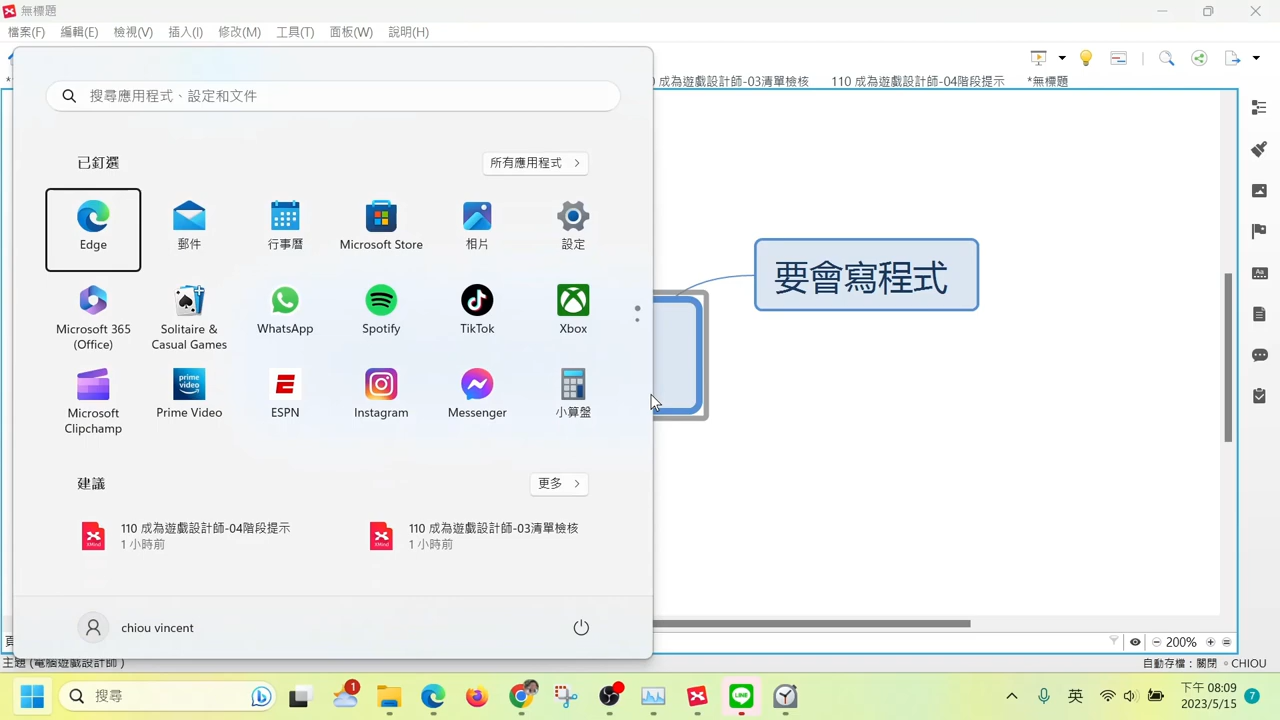 無標題
檔案(F) 編輯(E) 檢視(V) 插入(I) 修改(M) 工具(T) 面板(W) 說明(H)
成為遊戲設計師-03清單檢核 110 成為遊戲設計師-04階段提示 *無標題
搜尋應用程式、設定和文件
已釘選
所有應用程式
Edge
郵件
行事曆
Microsoft Store
相片
設定
Microsoft 365
(Office)
Solitaire &
Casual Games
WhatsApp
Spotify
TikTok
Xbox
Microsoft
Clipchamp
Prime Video
ESPN
Instagram
Messenger
小算盤
建議
更多
110 成為遊戲設計師-04階段提示
1 小時前
110 成為遊戲設計師-03清單檢核
1 小時前
chiou vincent
要會寫程式
200%
主題 (電腦遊戲設計師)
自動存檔：關閉
CHIOU
搜尋
1
英
下午 08:09
2023/5/15
7